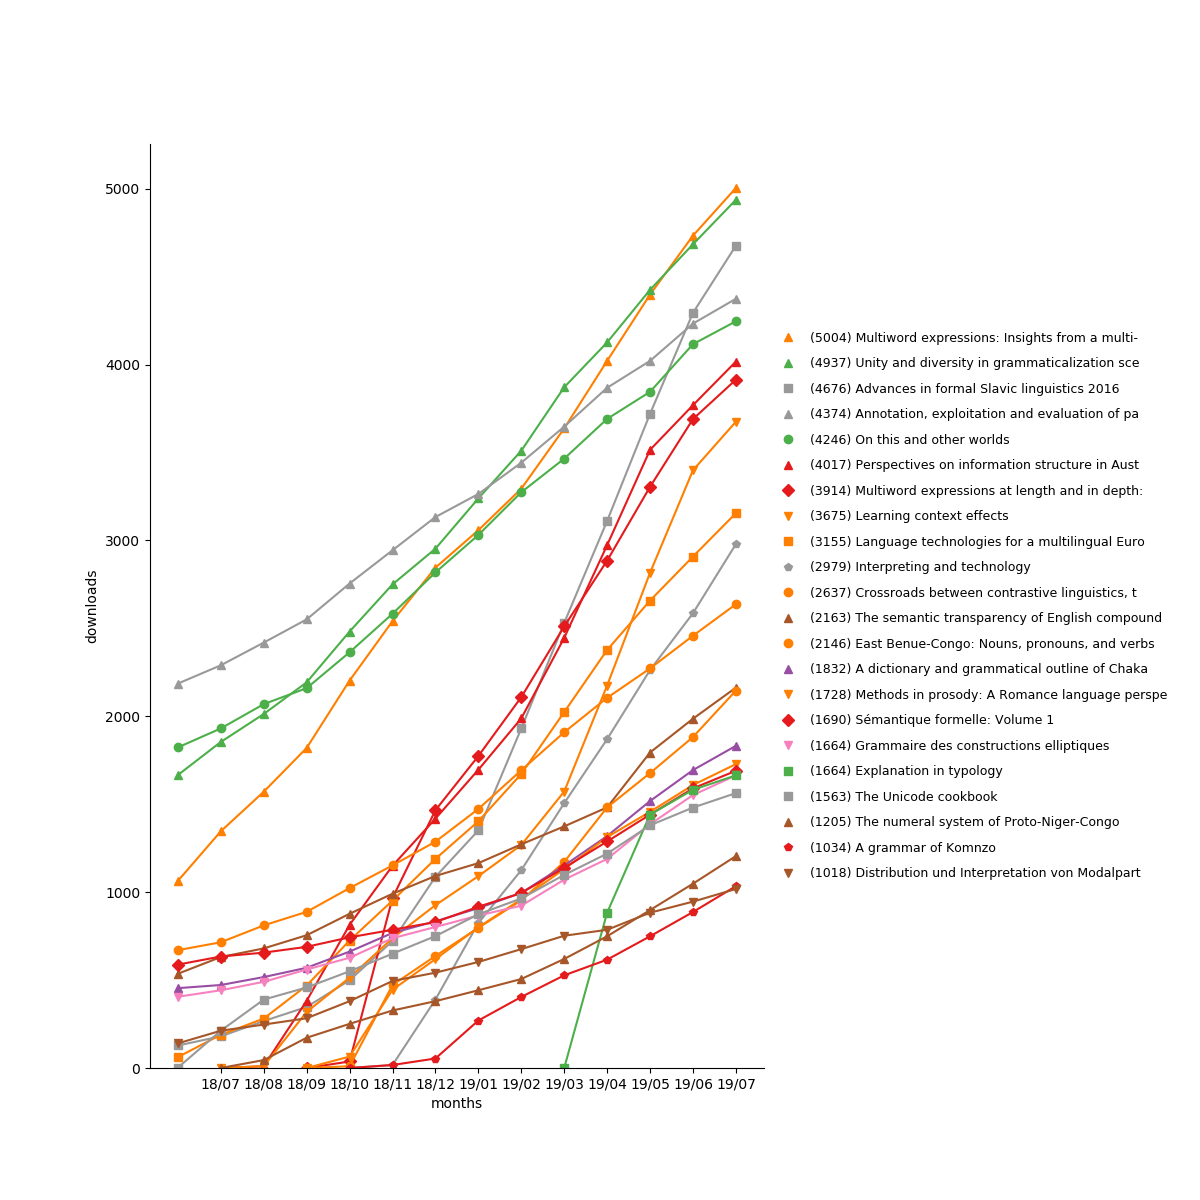 5000
4000
3000
2000
1000
0
downloads
18/07 18/08 18/09 18/10 18/11 18/12 19/01 19/02 19/03 19/04 19/05 19/06 19/07
months
(5004) Multiword expressions: Insights from a multi-
(4937) Unity and diversity in grammaticalization sce
(4676) Advances in formal Slavic linguistics 2016
(4374) Annotation, exploitation and evaluation of pa
(4246) On this and other worlds
(4017) Perspectives on information structure in Aust
(3914) Multiword expressions at length and in depth:
(3675) Learning context effects
(3155) Language technologies for a multilingual Euro
(2979) Interpreting and technology
(2637) Crossroads between contrastive linguistics, t
(2163) The semantic transparency of English compound
(2146) East Benue-Congo: Nouns, pronouns, and verbs
(1832) A dictionary and grammatical outline of Chaka
(1728) Methods in prosody: A Romance language perspe
(1690) Sémantique formelle: Volume 1
(1664) Grammaire des constructions elliptiques
(1664) Explanation in typology
(1563) The Unicode cookbook
(1205) The numeral system of Proto-Niger-Congo
(1034) A grammar of Komnzo
(1018) Distribution und Interpretation von Modalpart